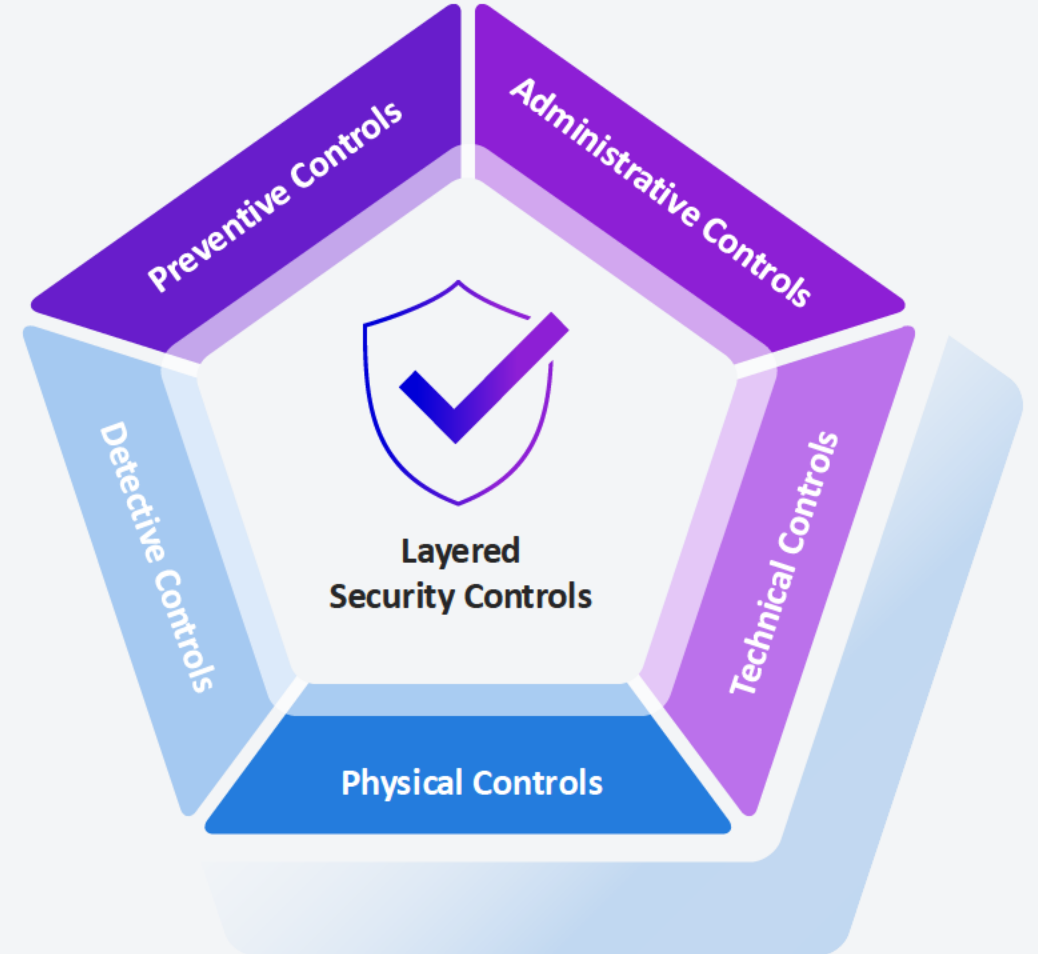 Preventive Controls
Administrative Controls
Detective Controls
Technical Controls
Layered
Security Controls
Physical Controls